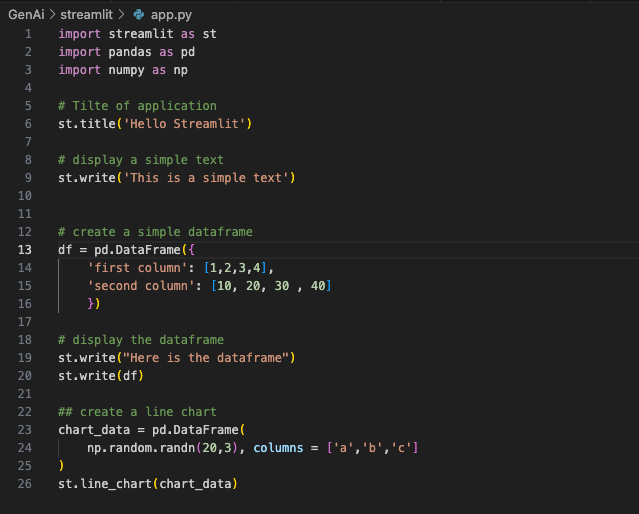 GenAi > streamlit > app.py
1 import streamlit as st
2 import pandas as pd
3 import numpy as np
4
5 # Tilte of application
6 st.title('Hello Streamlit')
7
8 # display a simple text
9 st.write('This is a simple text')
10
11
12 # create a simple dataframe
13 df = pd.DataFrame({
14     'first column': [1,2,3,4],
15     'second column': [10, 20, 30 , 40]
16     })
17
18 # display the dataframe
19 st.write("Here is the dataframe")
20 st.write(df)
21
22 ## create a line chart
23 chart_data = pd.DataFrame(
24     np.random.randn(20,3), columns = ['a','b','c']
25 )
26 st.line_chart(chart_data)